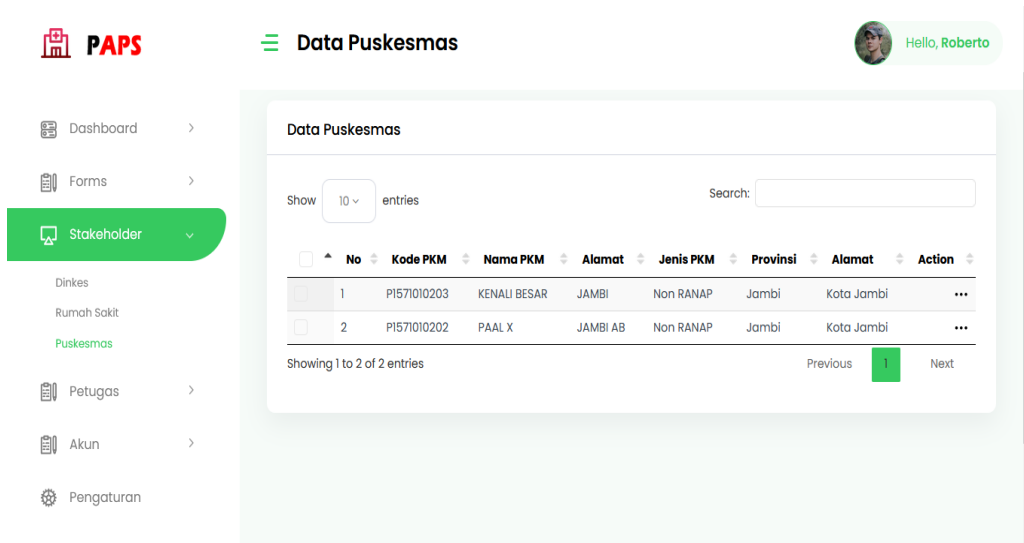 PAPS
Data Puskesmas
Hello, Roberto
Dashboard
Forms
Stakeholder
Dinkes
Rumah Sakit
Puskesmas
Petugas
Akun
Pengaturan
Data Puskesmas
Show 10 entries
Search:
No Kode PKM Nama PKM Alamat Jenis PKM Provinsi Alamat Action
1 P1571010203 KENALI BESAR JAMBI Non RANAP Jambi Kota Jambi
2 P1571010202 PAAL X JAMBI AB Non RANAP Jambi Kota Jambi
Showing 1 to 2 of 2 entries
Previous 1 Next